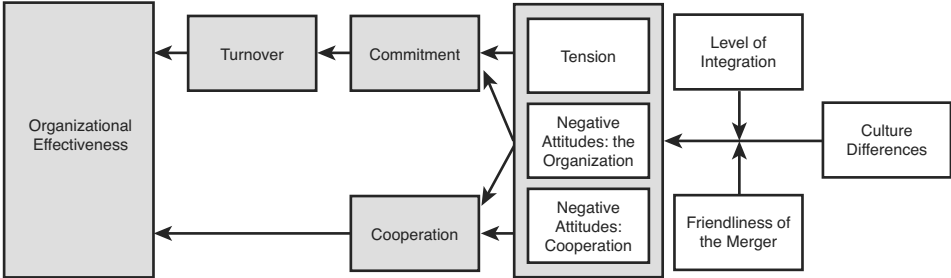 Organizational
Effectiveness
Turnover
Commitment
Cooperation
Tension
Negative
Attitudes: the
Organization
Negative
Attitudes:
Cooperation
Level of
Integration
Friendliness of
the Merger
Culture
Differences